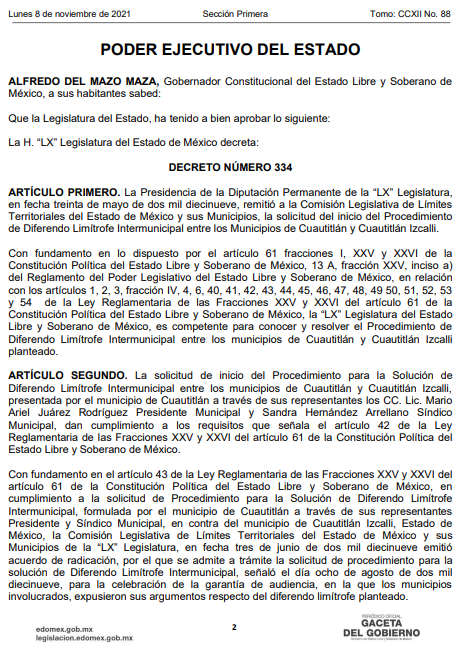 Lunes 8 de noviembre de 2021 Sección Primera Tomo: CCXII No. 88
PODER EJECUTIVO DEL ESTADO
ALFREDO DEL MAZO MAZA, Gobernador Constitucional del Estado Libre y Soberano de
México, a sus habitantes sabed:
Que la Legislatura del Estado, ha tenido a bien aprobar lo siguiente:
La H. “LX” Legislatura del Estado de México decreta:
DECRETO NÚMERO 334
ARTÍCULO PRIMERO. La Presidencia de la Diputación Permanente de la “LX” Legislatura,
en fecha treinta de mayo de dos mil diecinueve, remitió a la Comisión Legislativa de Límites
Territoriales del Estado de México y sus Municipios, la solicitud del inicio del Procedimiento
de Diferendo Limítrofe Intermunicipal entre los Municipios de Cuautitlán y Cuautitlán Izcalli.
Con fundamento en lo dispuesto por el artículo 61 fracciones I, XXV y XXVI de la
Constitución Política del Estado Libre y Soberano de México, 13 A, fracción XXV, inciso a)
del Reglamento del Poder Legislativo del Estado Libre y Soberano de México, en relación
con los artículos 1, 2, 3, fracción IV, 4, 6, 40, 41, 42, 43, 44, 45, 46, 47, 48, 49 50, 51, 52, 53
y 54 de la Ley Reglamentaria de las Fracciones XXV y XXVI del artículo 61 de la
Constitución Política del Estado Libre y Soberano de México, la “LX” Legislatura del Estado
Libre y Soberano de México, es competente para conocer y resolver el Procedimiento de
Diferendo Limítrofe Intermunicipal entre los municipios de Cuautitlán y Cuautitlán Izcalli
planteado.
ARTÍCULO SEGUNDO. La solicitud de inicio del Procedimiento para la Solución de
Diferendo Limítrofe Intermunicipal entre los municipios de Cuautitlán y Cuautitlán Izcalli,
presentada por el municipio de Cuautitlán a través de sus representantes los CC. Lic. Mario
Ariel Juárez Rodríguez Presidente Municipal y Sandra Hernández Arrellano Síndico
Municipal, dan cumplimiento a los requisitos que señala el artículo 42 de la Ley
Reglamentaria de las Fracciones XXV y XXVI del artículo 61 de la Constitución Política del
Estado Libre y Soberano de México.
Con fundamento en el artículo 43 de la Ley Reglamentaria de las Fracciones XXV y XXVI del
artículo 61 de la Constitución Política del Estado Libre y Soberano de México, en
cumplimiento a la solicitud de Procedimiento para la Solución de Diferendo Limítrofe
Intermunicipal, formulada por el municipio de Cuautitlán a través de sus representantes
Presidente y Síndico Municipal, en contra del municipio de Cuautitlán Izcalli, Estado de
México, la Comisión Legislativa de Límites Territoriales del Estado de México y sus
Municipios de la “LX” Legislatura, en fecha tres de junio de dos mil diecinueve emitió
acuerdo de radicación, por el que se admite a trámite la solicitud de procedimiento para la
solución de Diferendo Limítrofe Intermunicipal, señaló el día ocho de agosto de dos mil
diecinueve, para la celebración de la garantía de audiencia, en la que los municipios
involucrados, expusieron sus argumentos respecto del diferendo limítrofe planteado.
edomex.gob.mx
legislacion.edomex.gob.mx
2
PERIÓDICO OFICIAL
GACETA
DEL GOBIERNO